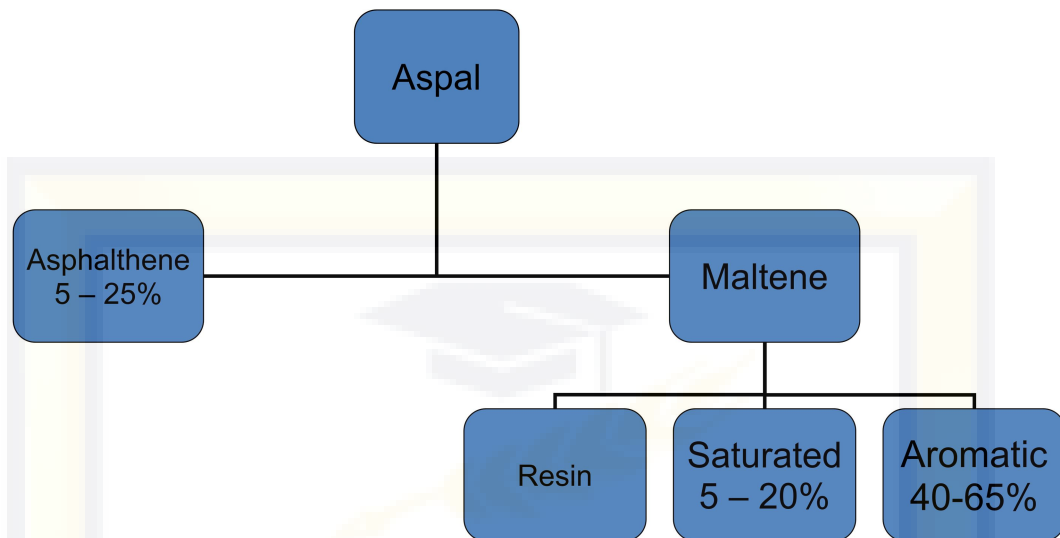 Aspal
Asphalthene
5 – 25%
Maltene
Resin
Saturated
5 – 20%
Aromatic
40-65%